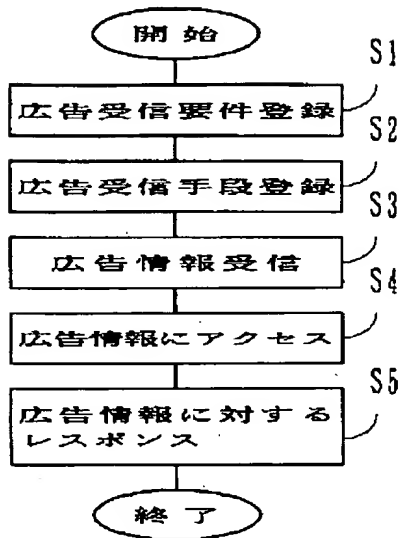 開始
S1
広告受信要件登録
S2
広告受信手段登録
S3
広告情報受信
S4
広告情報にアクセス
S5
広告情報に対する
レスポンス
終了